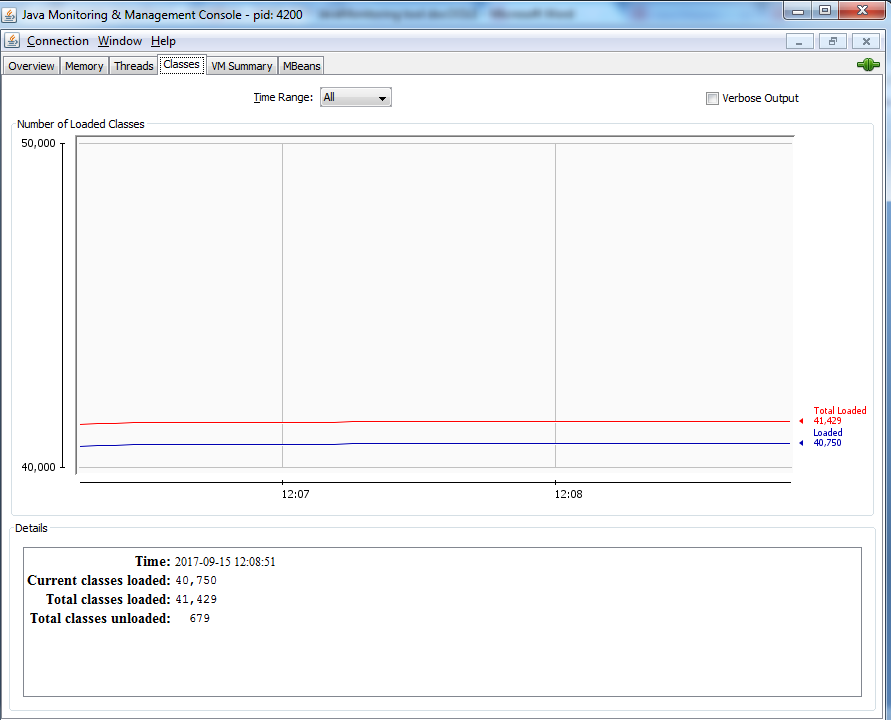 Java Monitoring & Management Console - pid: 4200
Connection Window Help
Overview Memory Threads Classes VM Summary MBeans
Time Range: All Verbose Output
Number of Loaded Classes
50,000
Total Loaded
41,429
Loaded
40,750
40,000
12:07 12:08
Details
Time: 2017-09-15 12:08:51
Current classes loaded: 40,750
Total classes loaded: 41,429
Total classes unloaded: 679